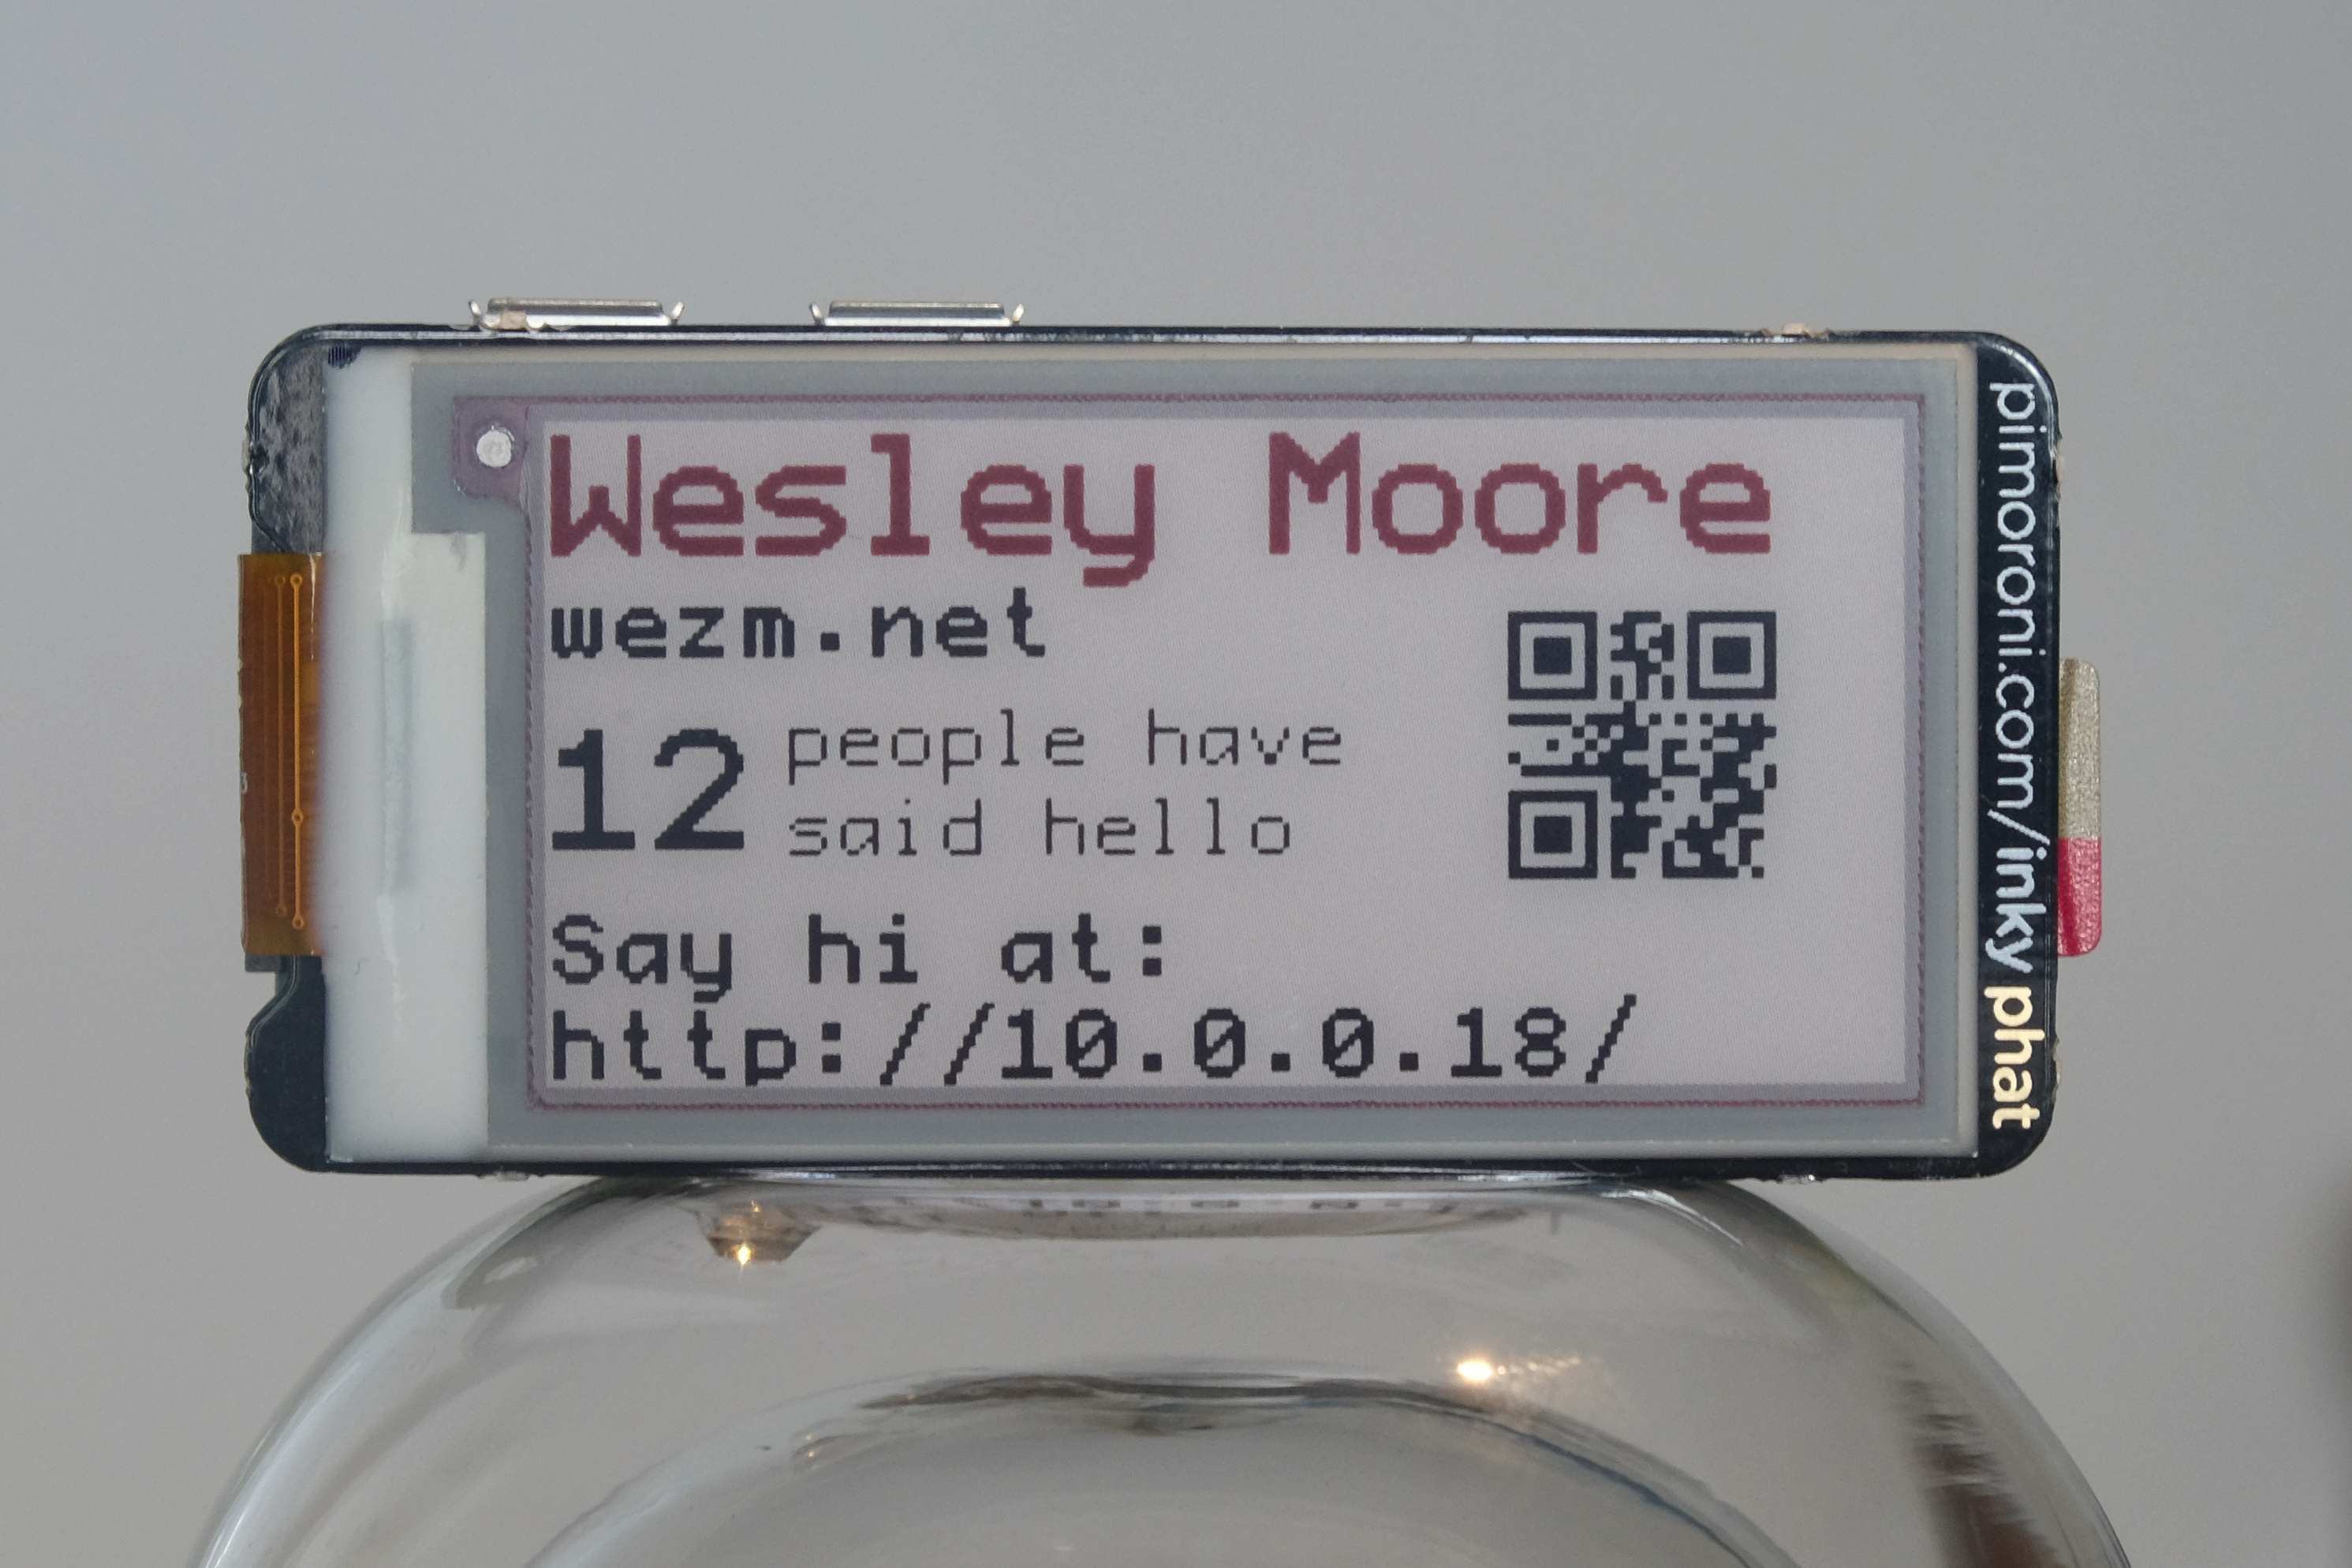 Wesley Moore
wezm.net
12 people have
said hello
Say hi at:
http://10.0.0.18/
pimoroni.com/inky phat